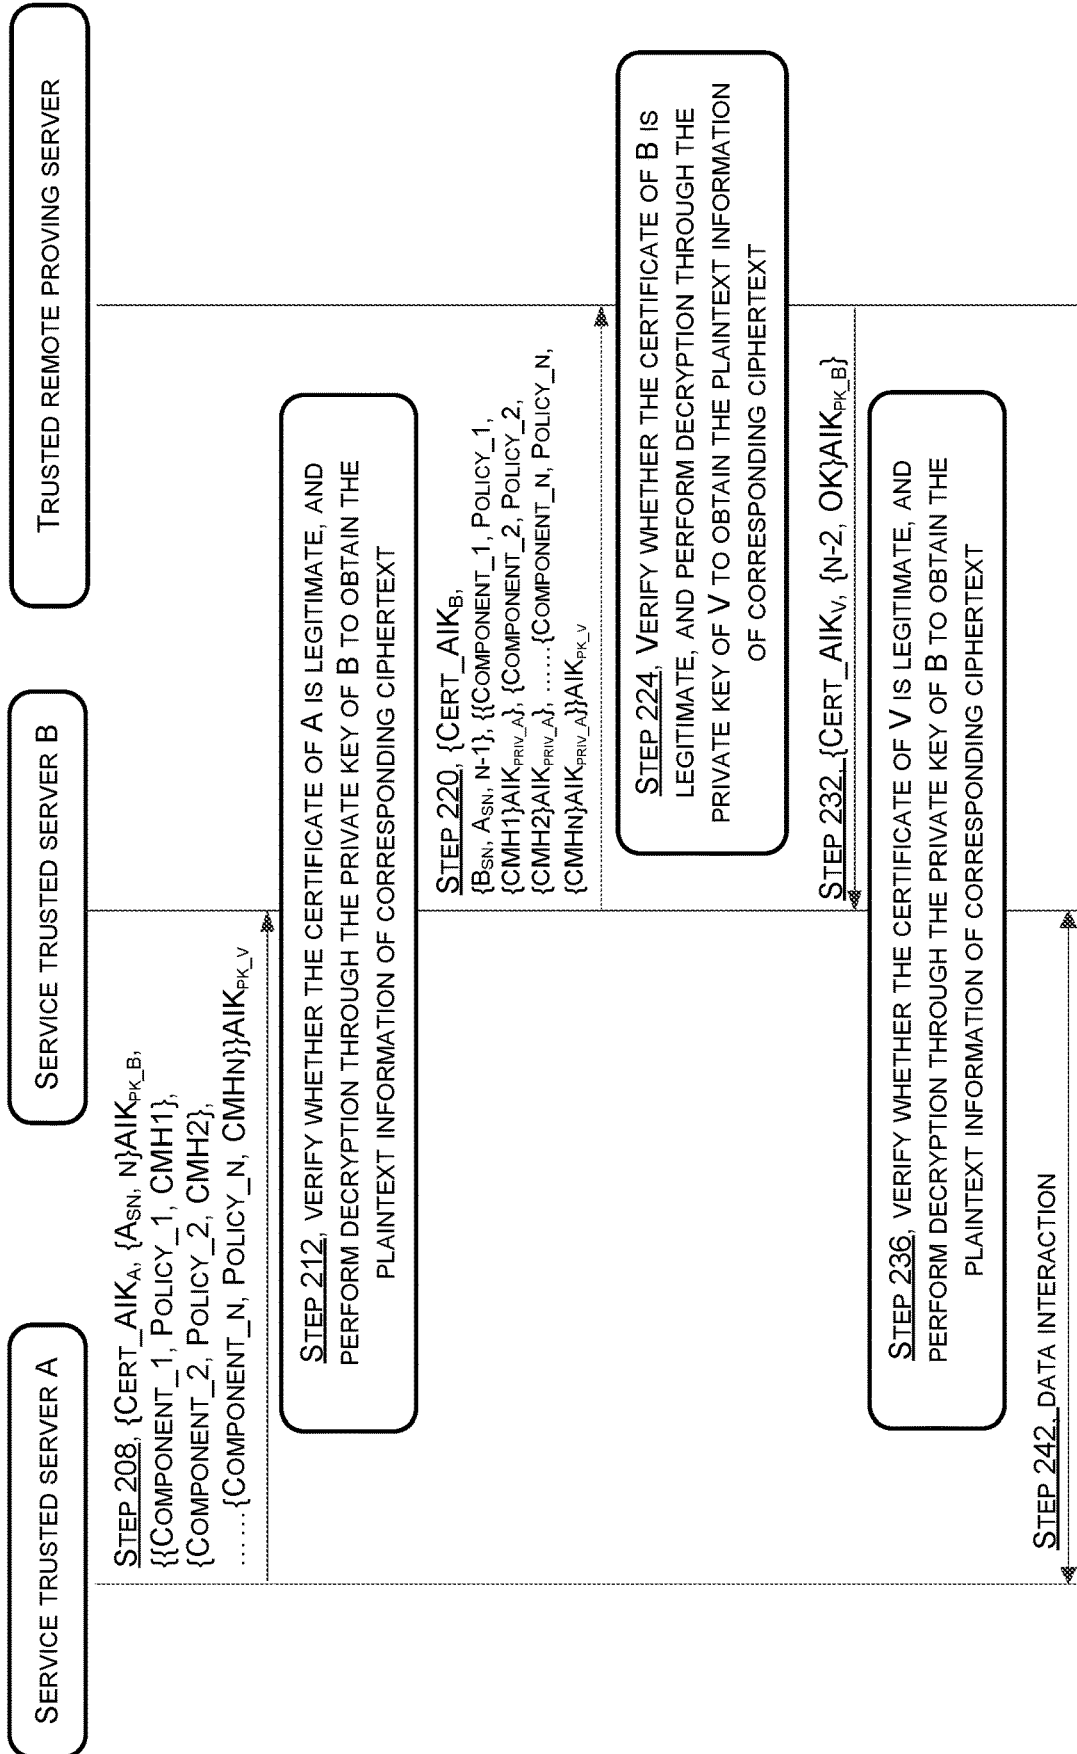 SERVICE TRUSTED SERVER A
SERVICE TRUSTED SERVER B
TRUSTED REMOTE PROVING SERVER
STEP 208, {CERT_AIKA, {ASN, N}AIKPK_B,
{{COMPONENT_1, POLICY_1, CMH1},
{COMPONENT_2, POLICY_2, CMH2},
……{COMPONENT_N, POLICY_N, CMHN}}AIKPK_V
STEP 212, VERIFY WHETHER THE CERTIFICATE OF A IS LEGITIMATE, AND
PERFORM DECRYPTION THROUGH THE PRIVATE KEY OF B TO OBTAIN THE
PLAINTEXT INFORMATION OF CORRESPONDING CIPHERTEXT
STEP 220, {CERT_AIKB,
{BSN, ASN, N-1}, {{COMPONENT_1, POLICY_1,
{CMH1}AIKPRIV_A}, {COMPONENT_2, POLICY_2,
{CMH2}AIKPRIV_A}, ……{COMPONENT_N, POLICY_N,
{CMHN}AIKPRIV_A}}AIKPK_V
STEP 224, VERIFY WHETHER THE CERTIFICATE OF B IS
LEGITIMATE, AND PERFORM DECRYPTION THROUGH THE
PRIVATE KEY OF V TO OBTAIN THE PLAINTEXT INFORMATION
OF CORRESPONDING CIPHERTEXT
STEP 232, {CERT_AIKV, {N-2, OK}AIKPK_B}
STEP 236, VERIFY WHETHER THE CERTIFICATE OF V IS LEGITIMATE, AND
PERFORM DECRYPTION THROUGH THE PRIVATE KEY OF B TO OBTAIN THE
PLAINTEXT INFORMATION OF CORRESPONDING CIPHERTEXT
STEP 242, DATA INTERACTION